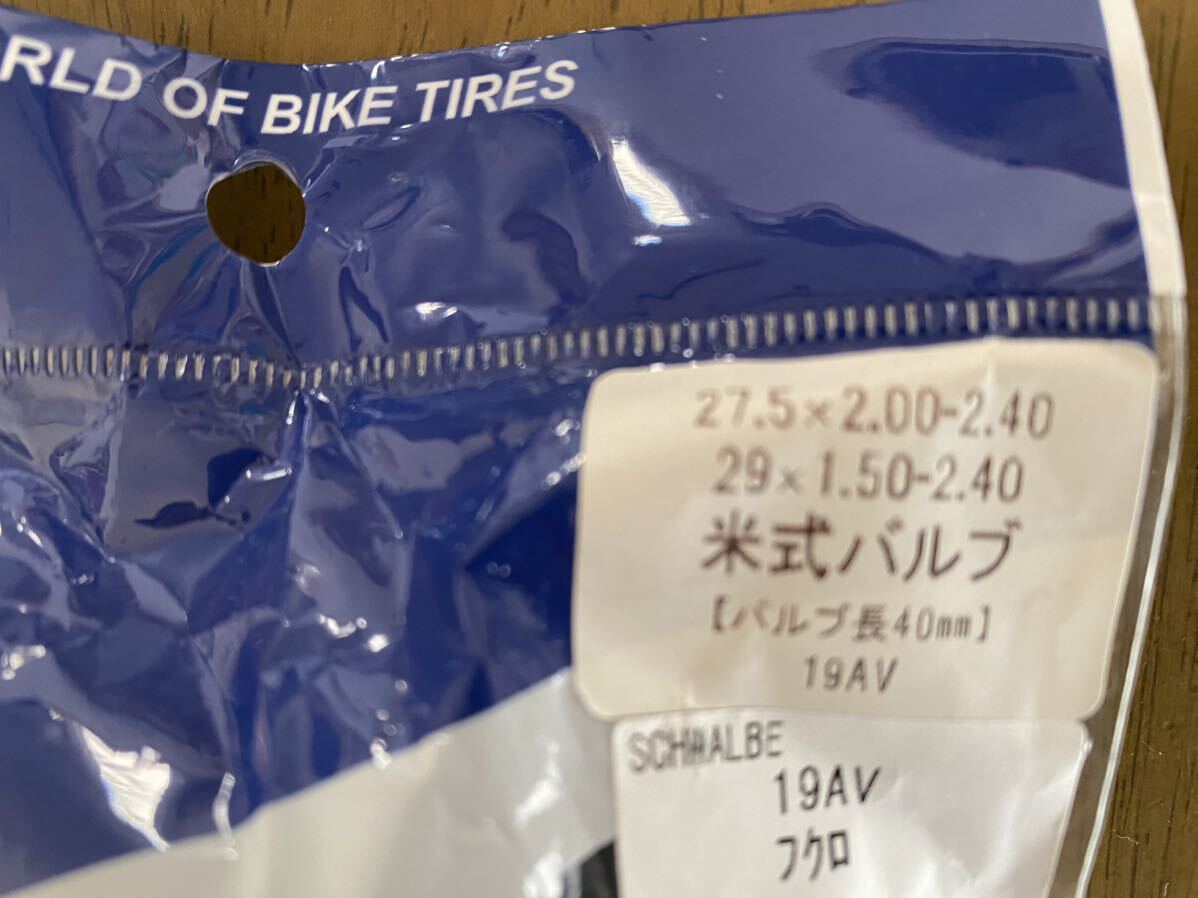 RLD OF BIKE TIRES
27.5×2.00-2.40
29×1.50-2.40
米式バルブ
【バルブ長40mm】
19AV
SCHWALBE
19AV
フクロ